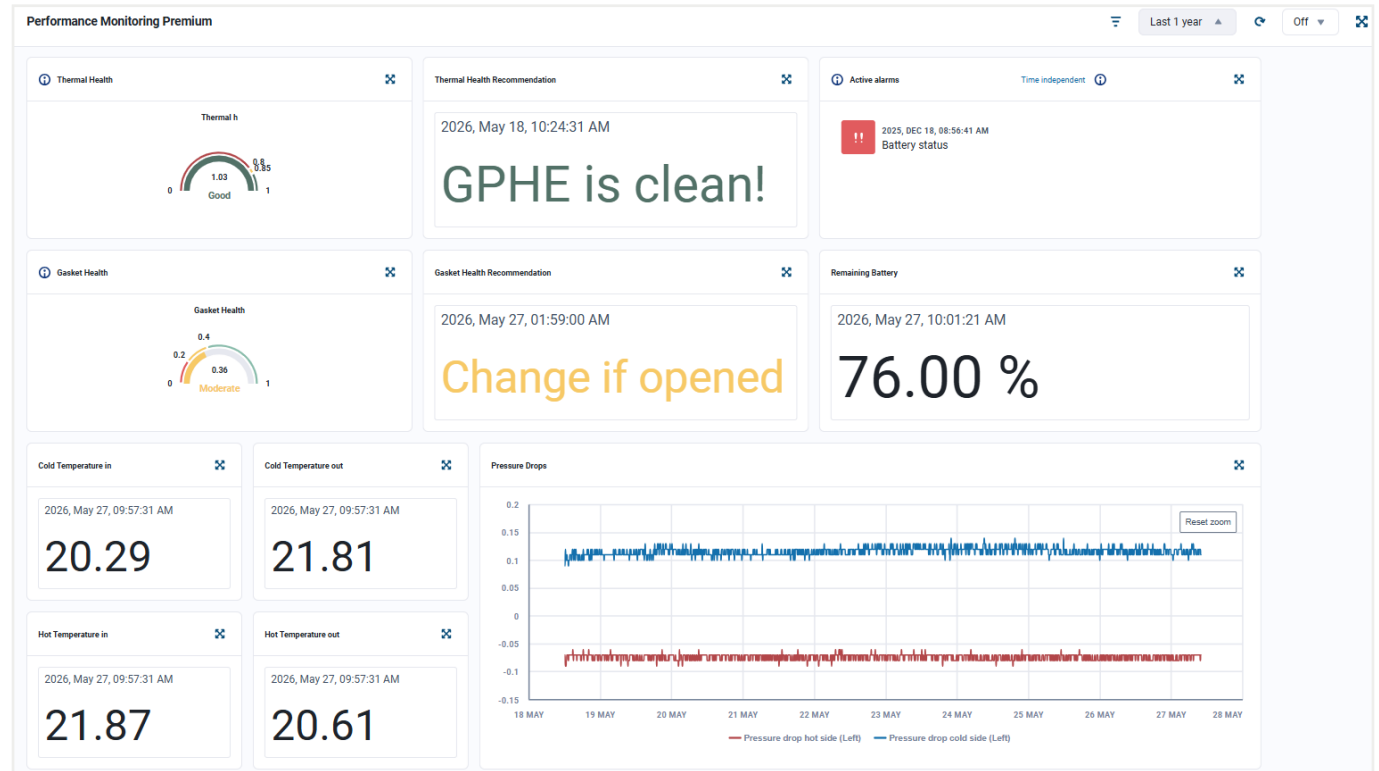 Performance Monitoring Premium
Last 1 year
Off
Thermal Health
Thermal h
0.8
0.85
1.03
0
1
Good
Thermal Health Recommendation
2026, May 18, 10:24:31 AM
GPHE is clean!
Active alarms
Time independent
!!
2025, DEC 18, 08:56:41 AM
Battery status
Gasket Health
Gasket Health
0.4
0.2
0.36
0
1
Moderate
Gasket Health Recommendation
2026, May 27, 01:59:00 AM
Change if opened
Remaining Battery
2026, May 27, 10:01:21 AM
76.00 %
Cold Temperature in
2026, May 27, 09:57:31 AM
20.29
Cold Temperature out
2026, May 27, 09:57:31 AM
21.81
Hot Temperature in
2026, May 27, 09:57:31 AM
21.87
Hot Temperature out
2026, May 27, 09:57:31 AM
20.61
Pressure Drops
Reset zoom
0.2
0.15
0.1
0.05
0
-0.05
-0.1
-0.15
18 MAY 19 MAY 20 MAY 21 MAY 22 MAY 23 MAY 24 MAY 25 MAY 26 MAY 27 MAY 28 MAY
Pressure drop hot side (Left) Pressure drop cold side (Left)